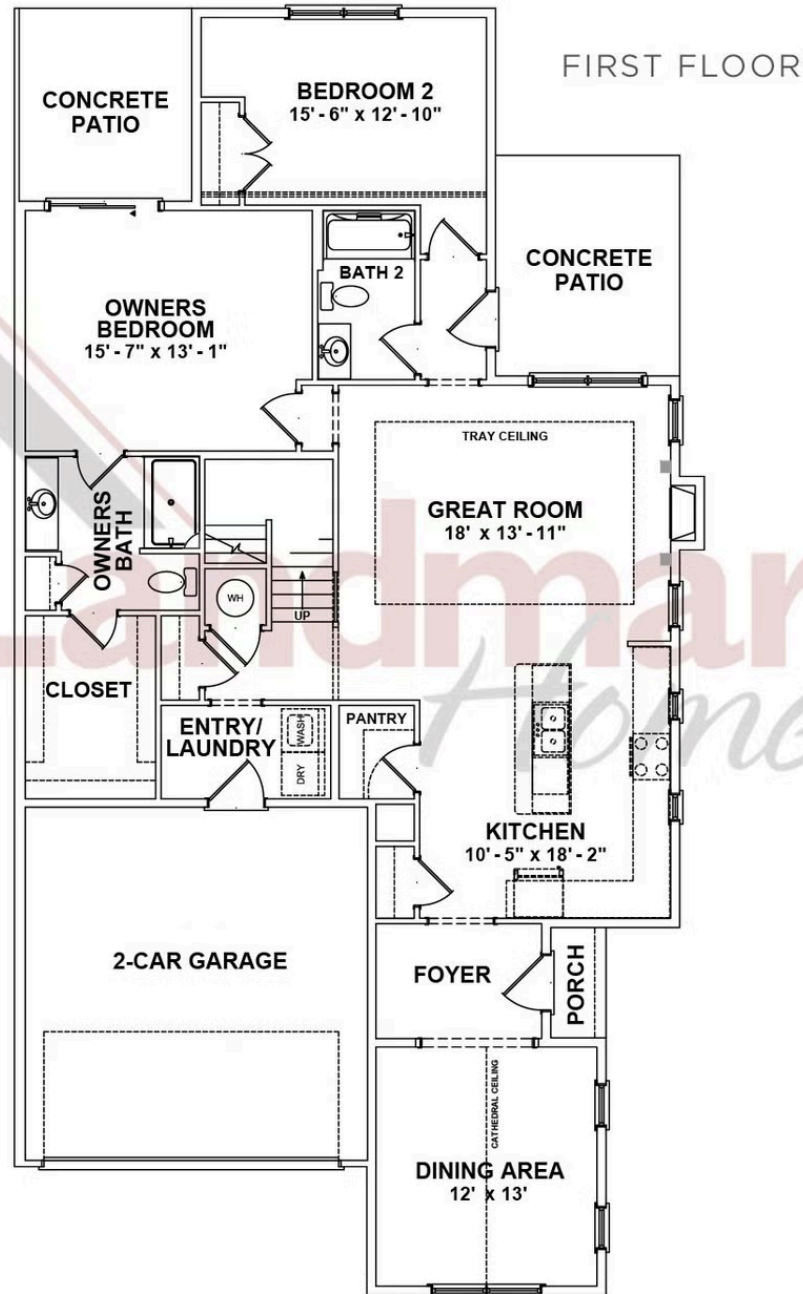 FIRST FLOOR
BEDROOM 2
15' - 6" x 12' - 10"
CONCRETE
PATIO
CONCRETE
PATIO
BATH 2
OWNERS
BEDROOM
15' - 7" x 13' - 1"
TRAY CEILING
GREAT ROOM
18' x 13' - 11"
OWNERS
BATH
WH
UP
CLOSET
ENTRY/
LAUNDRY
WASH
DRY
PANTRY
Landmar
Home
KITCHEN
10' - 5" x 18' - 2"
2-CAR GARAGE
FOYER
PORCH
CATHEDRAL CEILING
DINING AREA
12' x 13'